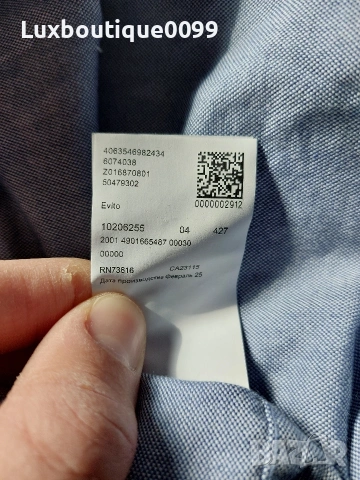 Luxboutique0099
4063546982434
6074038
Z016870801
50479302
Evito
0000002912
10206255 04 427
2001 4901665487 00030
00000
RN73616 CA23115
Дата производства Февраль 25